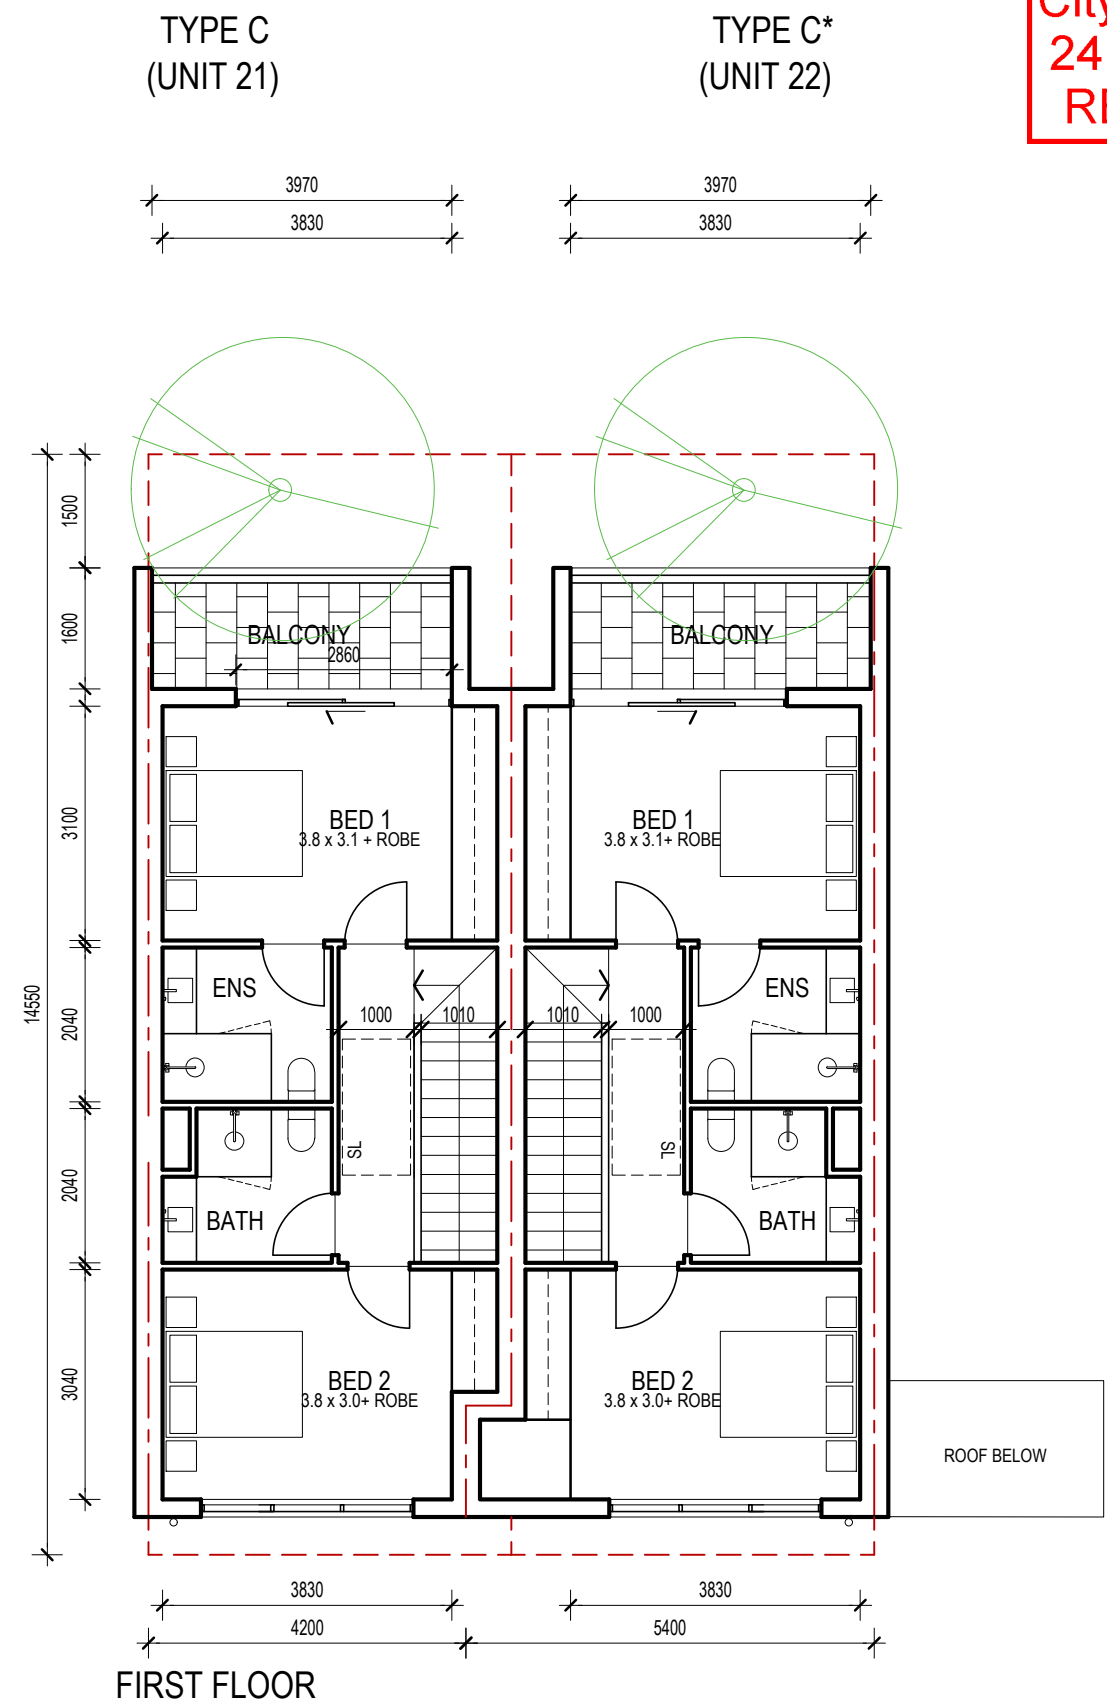 TYPE C
(UNIT 21)
TYPE C*
(UNIT 22)
City
24
RE
3970
3970
3830
3830
1500
1600
BALCONY
BALCONY
2860
3100
BED 1
3.8 x 3.1 + ROBE
BED 1
3.8 x 3.1+ ROBE
14550
2040
ENS
ENS
1000
1010
1010
1000
SL
SL
2040
BATH
BATH
3040
BED 2
3.8 x 3.0+ ROBE
BED 2
3.8 x 3.0+ ROBE
ROOF BELOW
3830
3830
4200
5400
FIRST FLOOR